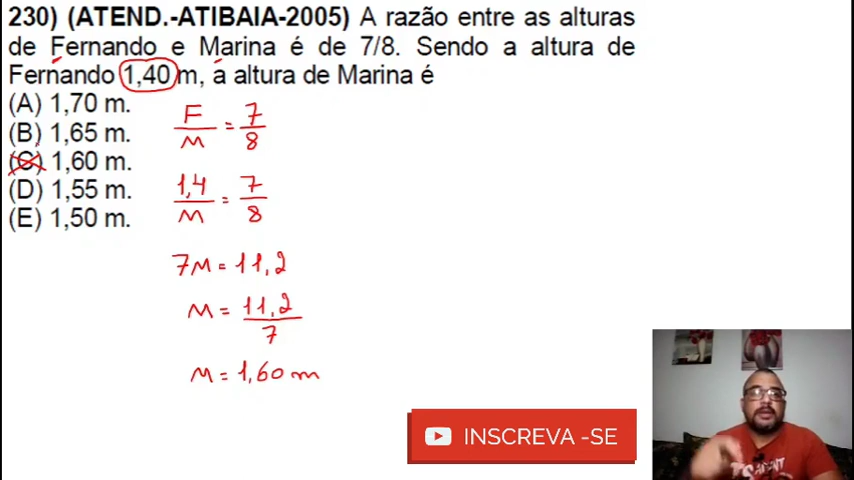 230) (ATEND.-ATIBAIA-2005) A razão entre as alturas
de Fernando e Marina é de 7/8. Sendo a altura de
Fernando 1,40 m, a altura de Marina é
(A) 1,70 m.
(B) 1,65 m.
(C) 1,60 m.
(D) 1,55 m.
(E) 1,50 m.
F/M = 7/8
1,4/M = 7/8
7M = 11,2
M = 11,2/7
M = 1,60 m
INSCREVA -SE